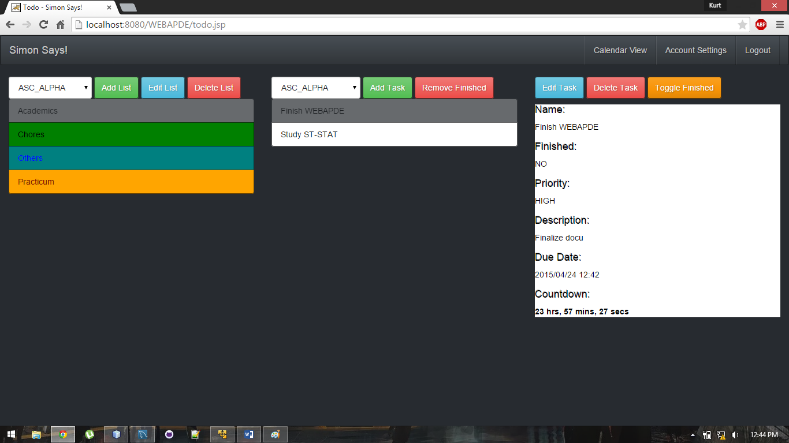 Todo - Simon Says!
Kurt
localhost:8080/WEBAPDE/todo.jsp
ABP
Simon Says!
Calendar View
Account Settings
Logout
ASC_ALPHA
Add List
Edit List
Delete List
Academics
Chores
Others
Practicum
ASC_ALPHA
Add Task
Remove Finished
Finish WEBAPDE
Study ST-STAT
Edit Task
Delete Task
Toggle Finished
Name:
Finish WEBAPDE
Finished:
NO
Priority:
HIGH
Description:
Finalize docu
Due Date:
2015/04/24 12:42
Countdown:
23 hrs, 57 mins, 27 secs
12:44 PM